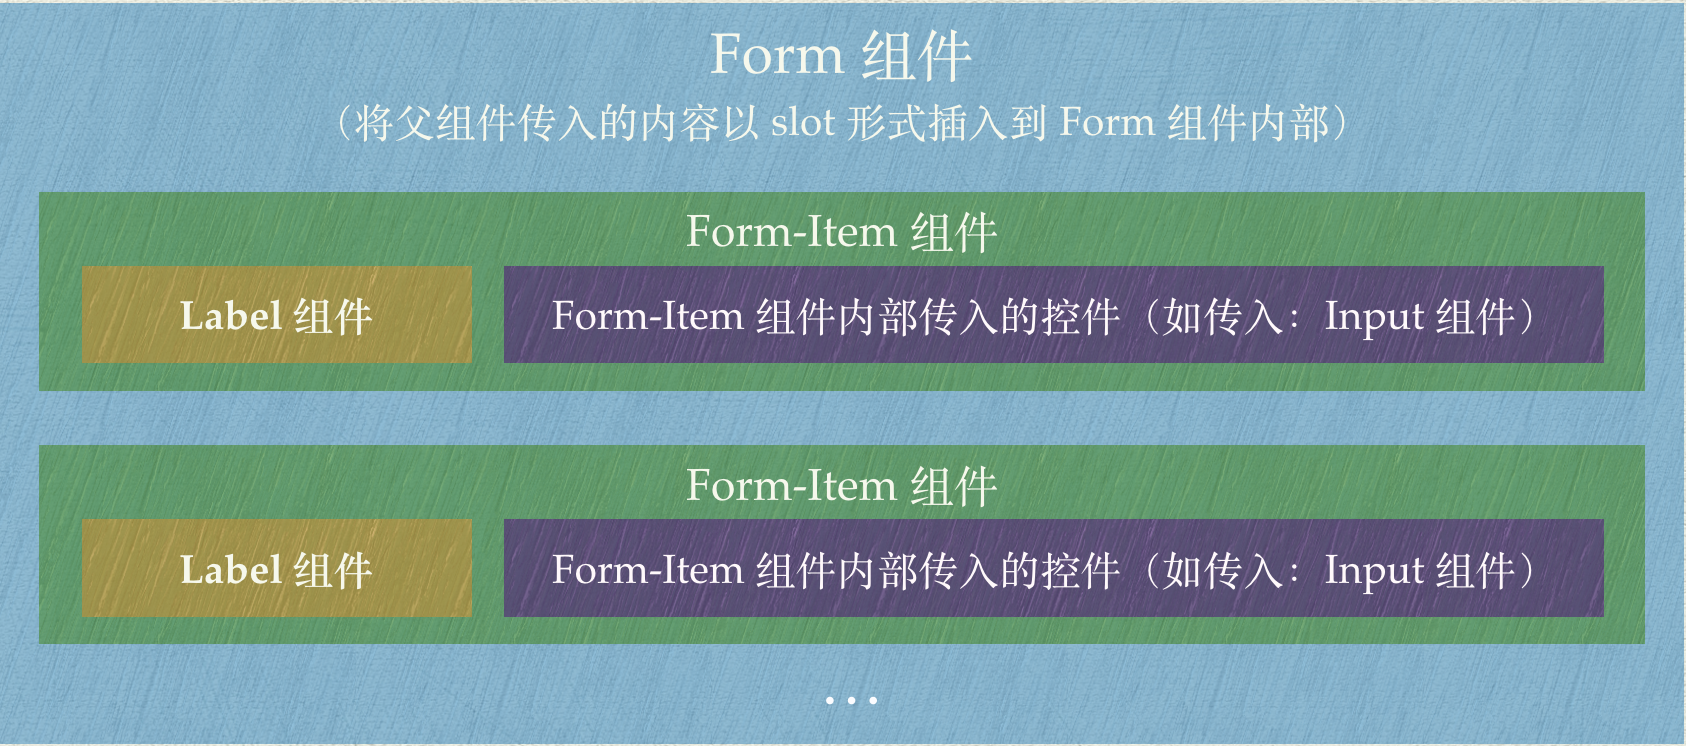 Form 组件
（将父组件传入的内容以 slot 形式插入到 Form 组件内部）
Form-Item 组件
Label 组件
Form-Item 组件内部传入的控件（如传入：Input 组件）
Form-Item 组件
Label 组件
Form-Item 组件内部传入的控件（如传入：Input 组件）
...